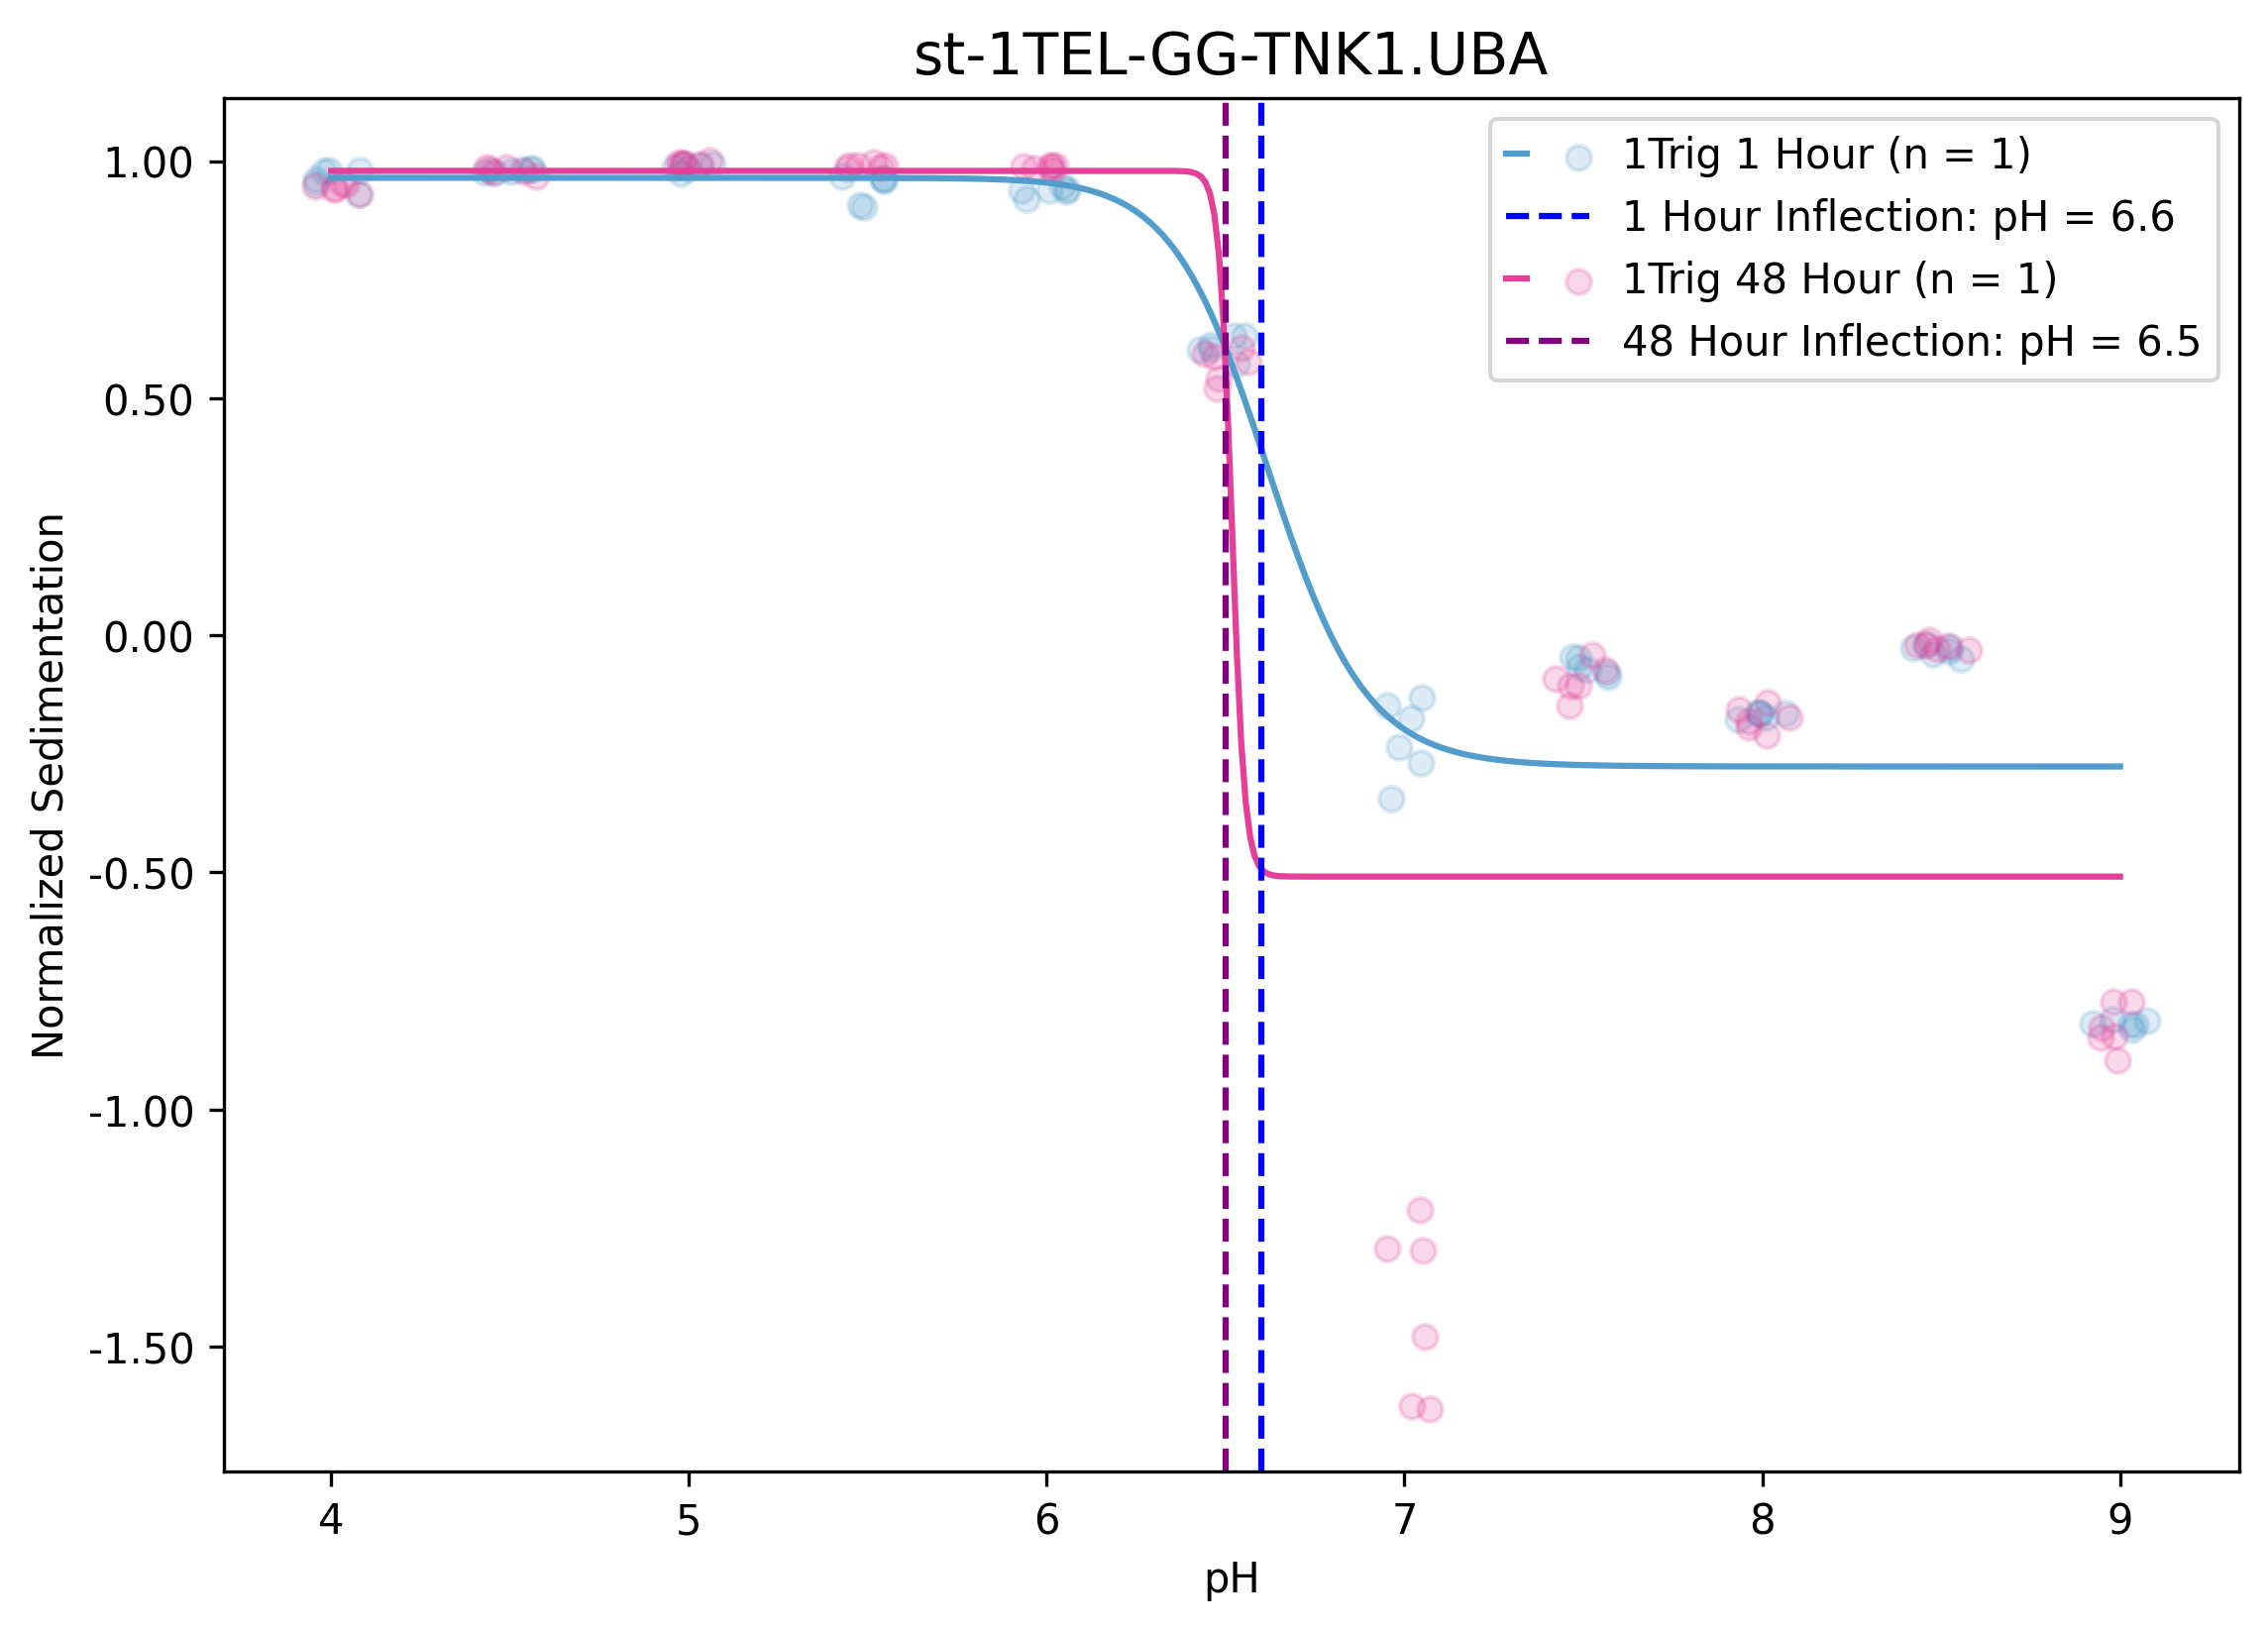 st-1TEL-GG-TNK1.UBA
1Trig 1 Hour (n = 1)
1 Hour Inflection: pH = 6.6
1Trig 48 Hour (n = 1)
48 Hour Inflection: pH = 6.5
Normalized Sedimentation
1.00
0.50
0.00
-0.50
-1.00
-1.50
4 5 6 7 8 9
pH